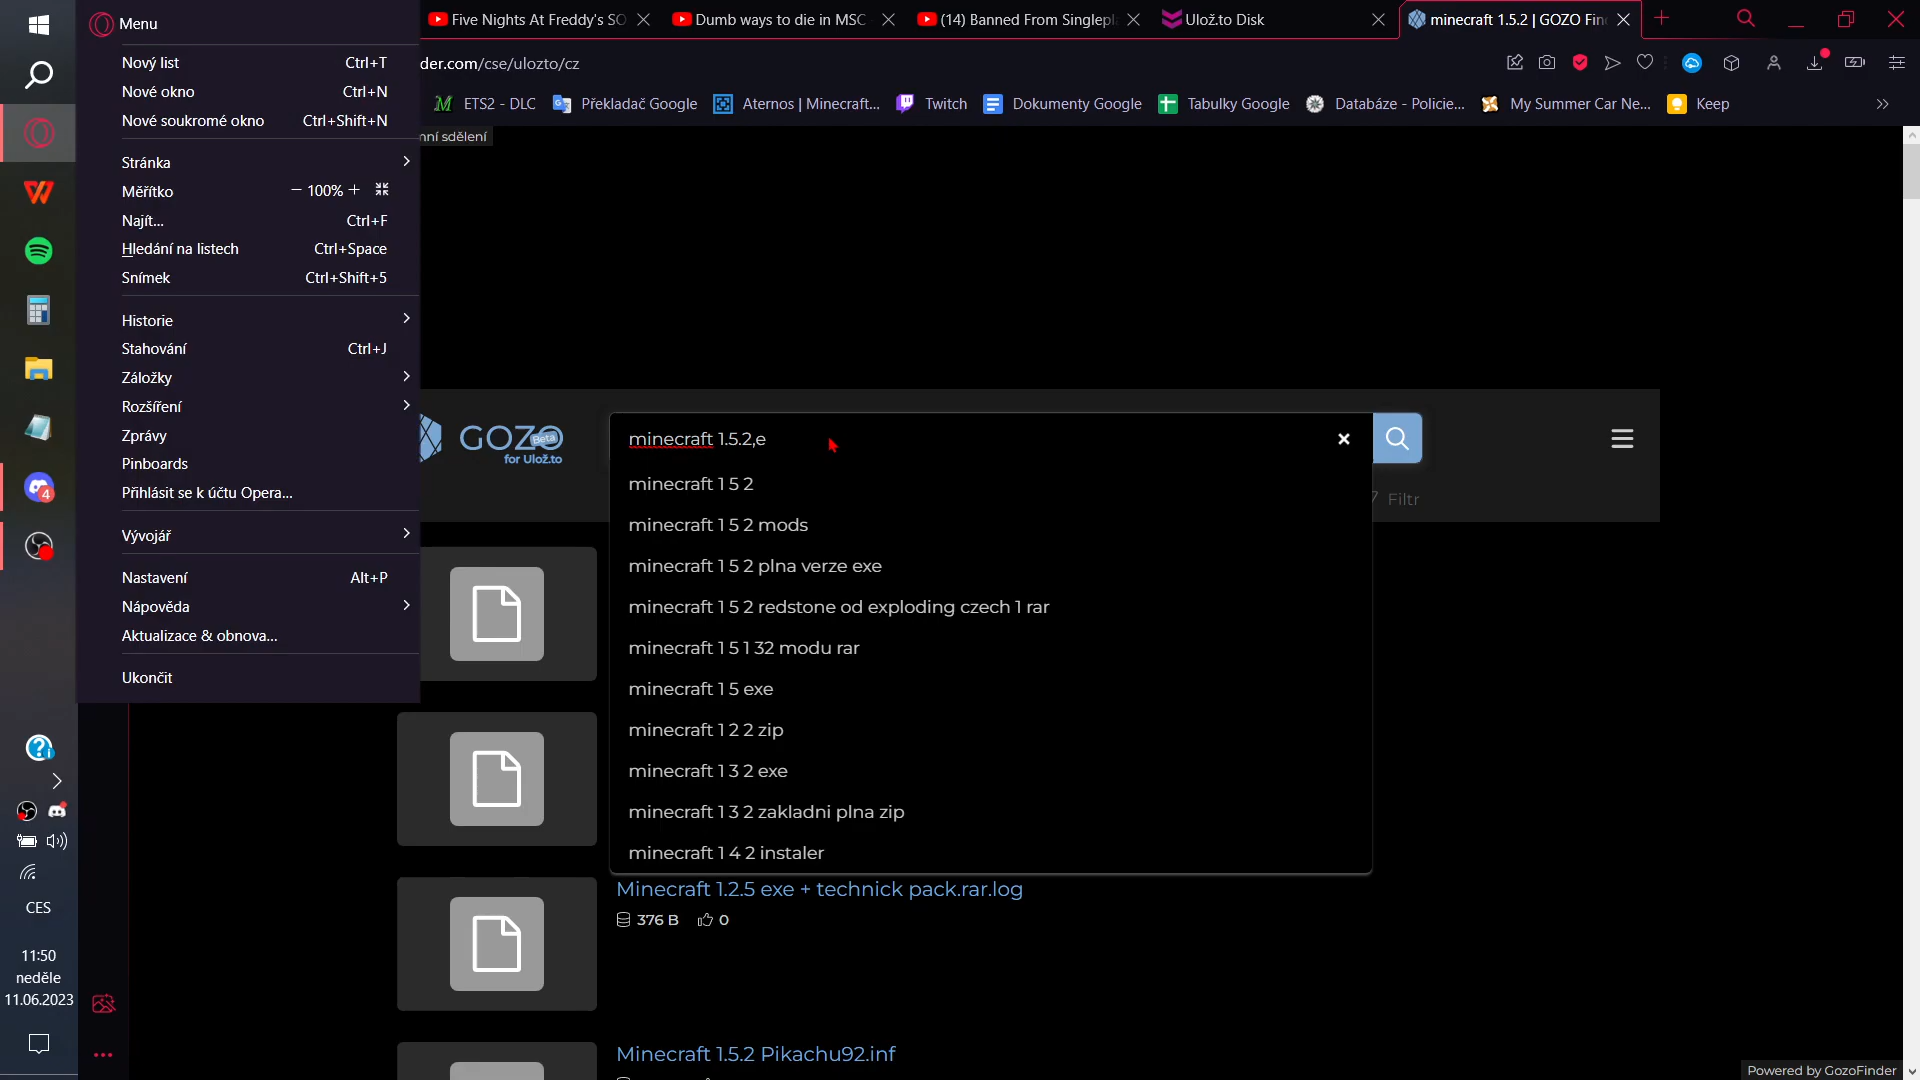 Menu
Five Nights At Freddy's SO
Dumb ways to die in MSC
(14) Banned From Singlepl
Ulož.to Disk
minecraft 1.5.2 | GOZO Fin
Nový list Ctrl+T
Nové okno Ctrl+N
Nové soukromé okno Ctrl+Shift+N
Stránka
Měřítko − 100% +
Najít... Ctrl+F
Hledání na listech Ctrl+Space
Snímek Ctrl+Shift+5
Historie
Stahování Ctrl+J
Záložky
Rozšíření
Zprávy
Pinboards
Přihlásit se k účtu Opera...
Vývojář
Nastavení Alt+P
Nápověda
Aktualizace & obnova...
Ukončit
der.com/cse/ulozto/cz
ETS2 - DLC
Překladač Google
Aternos | Minecraft...
Twitch
Dokumenty Google
Tabulky Google
Databáze - Policie...
My Summer Car Ne...
Keep
mní sdělení
GOZO Beta
for Ulož.to
minecraft 1.5.2,e
Filtr
minecraft 1 5 2
minecraft 1 5 2 mods
minecraft 1 5 2 plna verze exe
minecraft 1 5 2 redstone od exploding czech 1 rar
minecraft 1 5 1 32 modu rar
minecraft 1 5 exe
minecraft 1 2 2 zip
minecraft 1 3 2 exe
minecraft 1 3 2 zakladni plna zip
minecraft 1 4 2 instaler
Minecraft 1.2.5 exe + technick pack.rar.log
376 B 0
Minecraft 1.5.2 Pikachu92.inf
Powered by GozoFinder
4
CES
11:50
neděle
11.06.2023